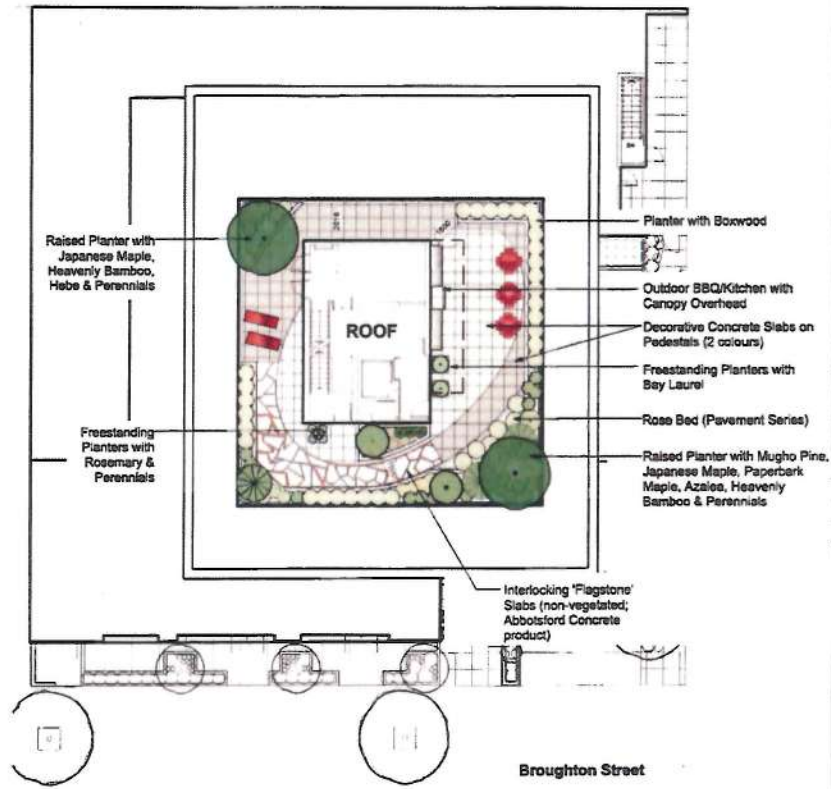 Planter with Boxwood
Raised Planter with
Japanese Maple,
Heavenly Bamboo,
Hebe & Perennials
Outdoor BBQ/Kitchen with
Canopy Overhead
Decorative Concrete Slabs on
Pedestals (2 colours)
ROOF
Freestanding Planters with
Bay Laurel
Rose Bed (Pavement Series)
Freestanding
Planters with
Rosemary &
Perennials
Raised Planter with Mugho Pine,
Japanese Maple, Paperbark
Maple, Azalea, Heavenly
Bamboo & Perennials
Interlocking 'Flagstone'
Slabs (non-vegetated;
Abbotsford Concrete
product)
Broughton Street